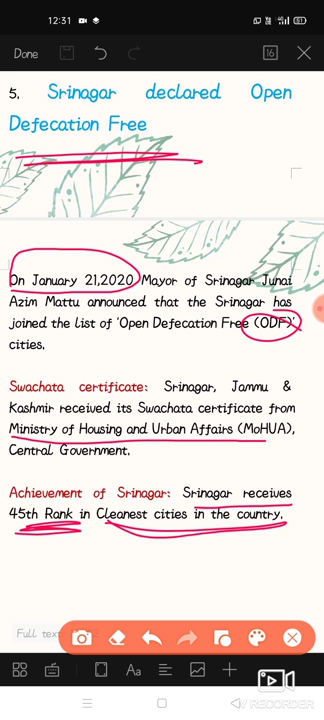 12:31
Done
16
5. Srinagar declared Open
Defecation Free
On January 21,2020 Mayor of Srinagar Junai
Azim Mattu announced that the Srinagar has
joined the list of 'Open Defecation Free (ODF)'
cities.
Swachata certificate: Srinagar, Jammu &
Kashmir received its Swachata certificate from
Ministry of Housing and Urban Affairs (MoHUA),
Central Government.
Achievement of Srinagar: Srinagar receives
45th Rank in Cleanest cities in the country.
Full tex
Aa
RECORDER